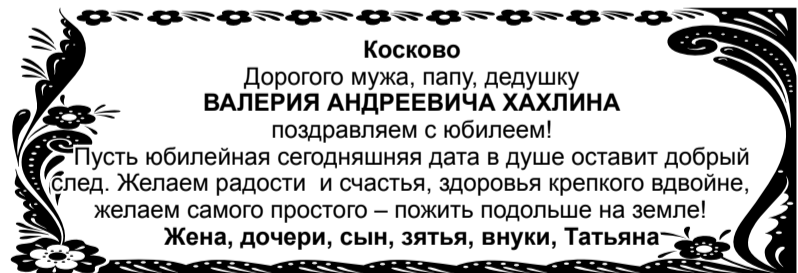 Косково
Дорогого мужа, папу, дедушку
ВАЛЕРИЯ АНДРЕЕВИЧА ХАХЛИНА
поздравляем с юбилеем!
Пусть юбилейная сегодняшняя дата в душе оставит добрый
след. Желаем радости и счастья, здоровья крепкого вдвойне,
желаем самого простого – пожить подольше на земле!
Жена, дочери, сын, зятья, внуки, Татьяна